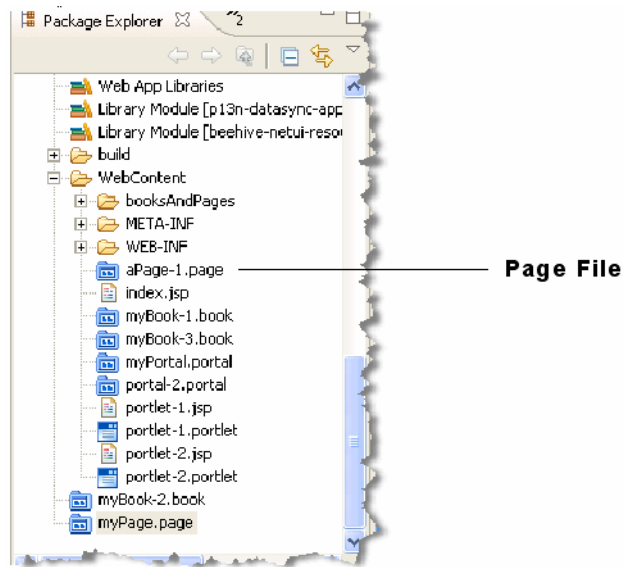 Package Explorer
2
Web App Libraries
Library Module [p13n-datasync-app
Library Module [beehive-netui-reso
build
WebContent
booksAndPages
META-INF
WEB-INF
aPage-1.page
Page File
index.jsp
myBook-1.book
myBook-3.book
myPortal.portal
portal-2.portal
portlet-1.jsp
portlet-1.portlet
portlet-2.jsp
portlet-2.portlet
myBook-2.book
myPage.page